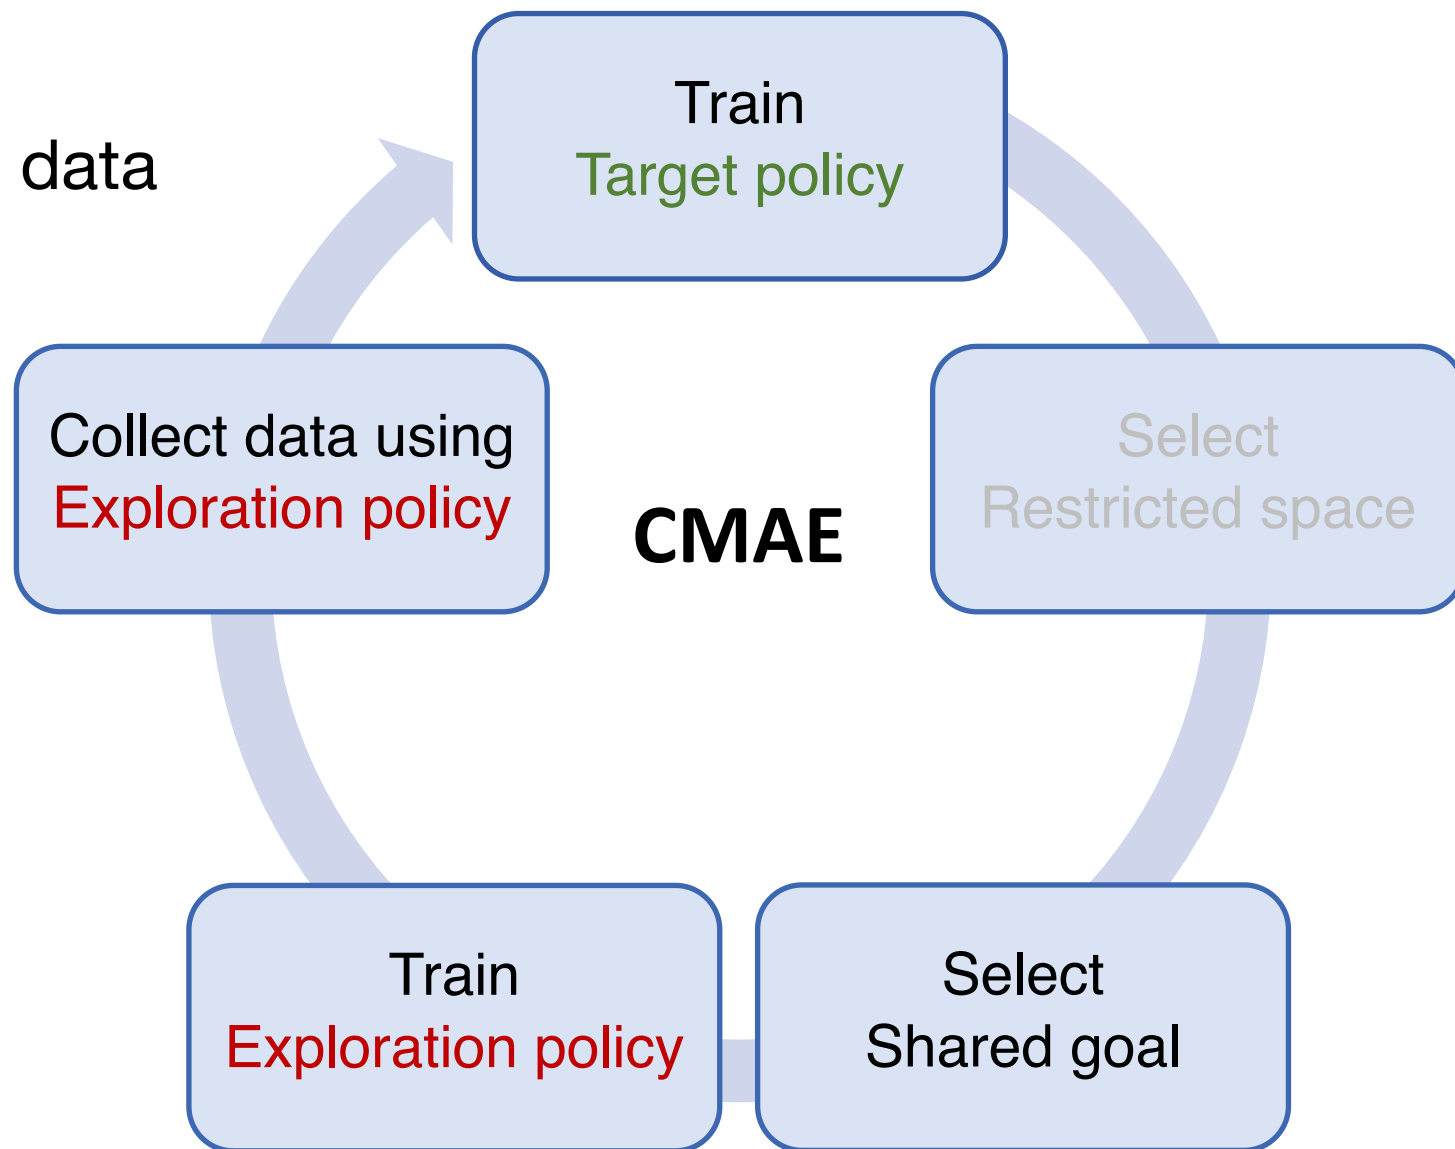 Train
Target policy
data
Collect data using
Exploration policy
CMAE
Select
Restricted space
Train
Exploration policy
Select
Shared goal